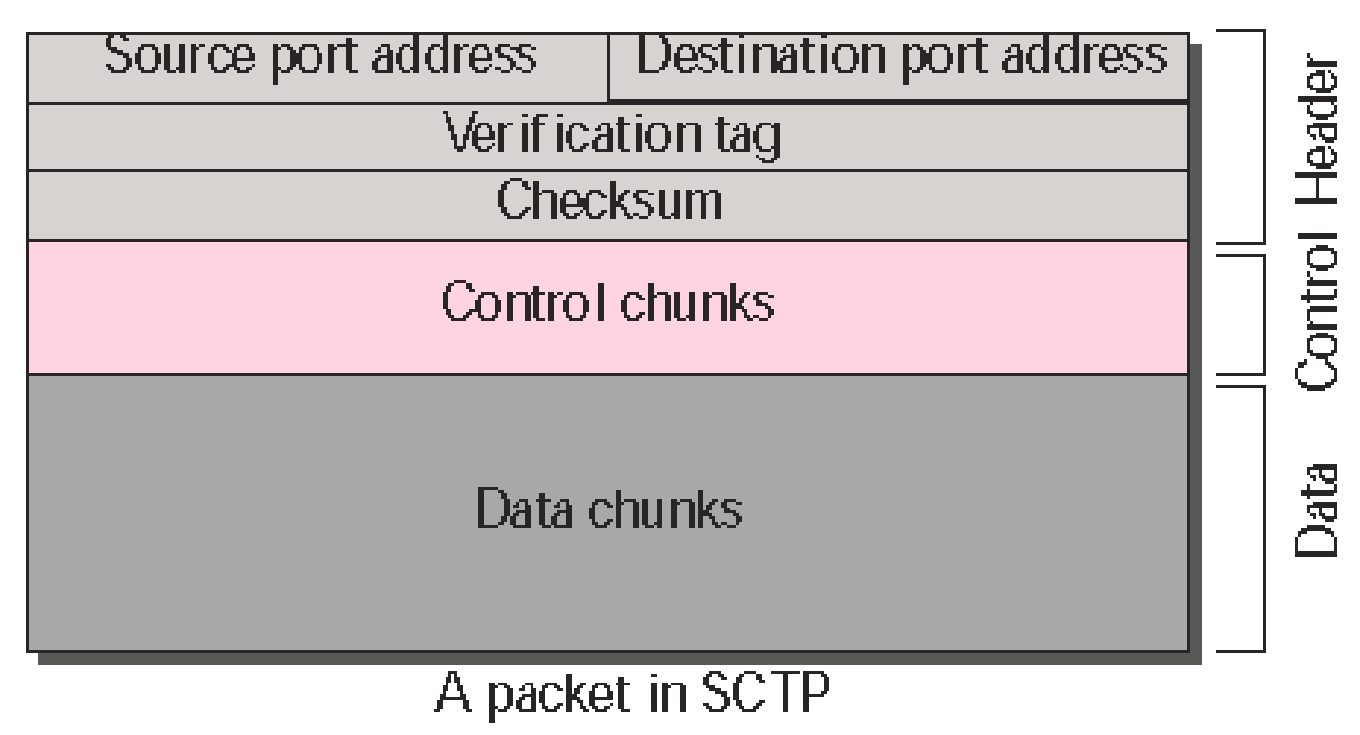 Source port address
Destination port address
Verification tag
Checksum
Control chunks
Data chunks
Header
Control
Data
A packet in SCTP